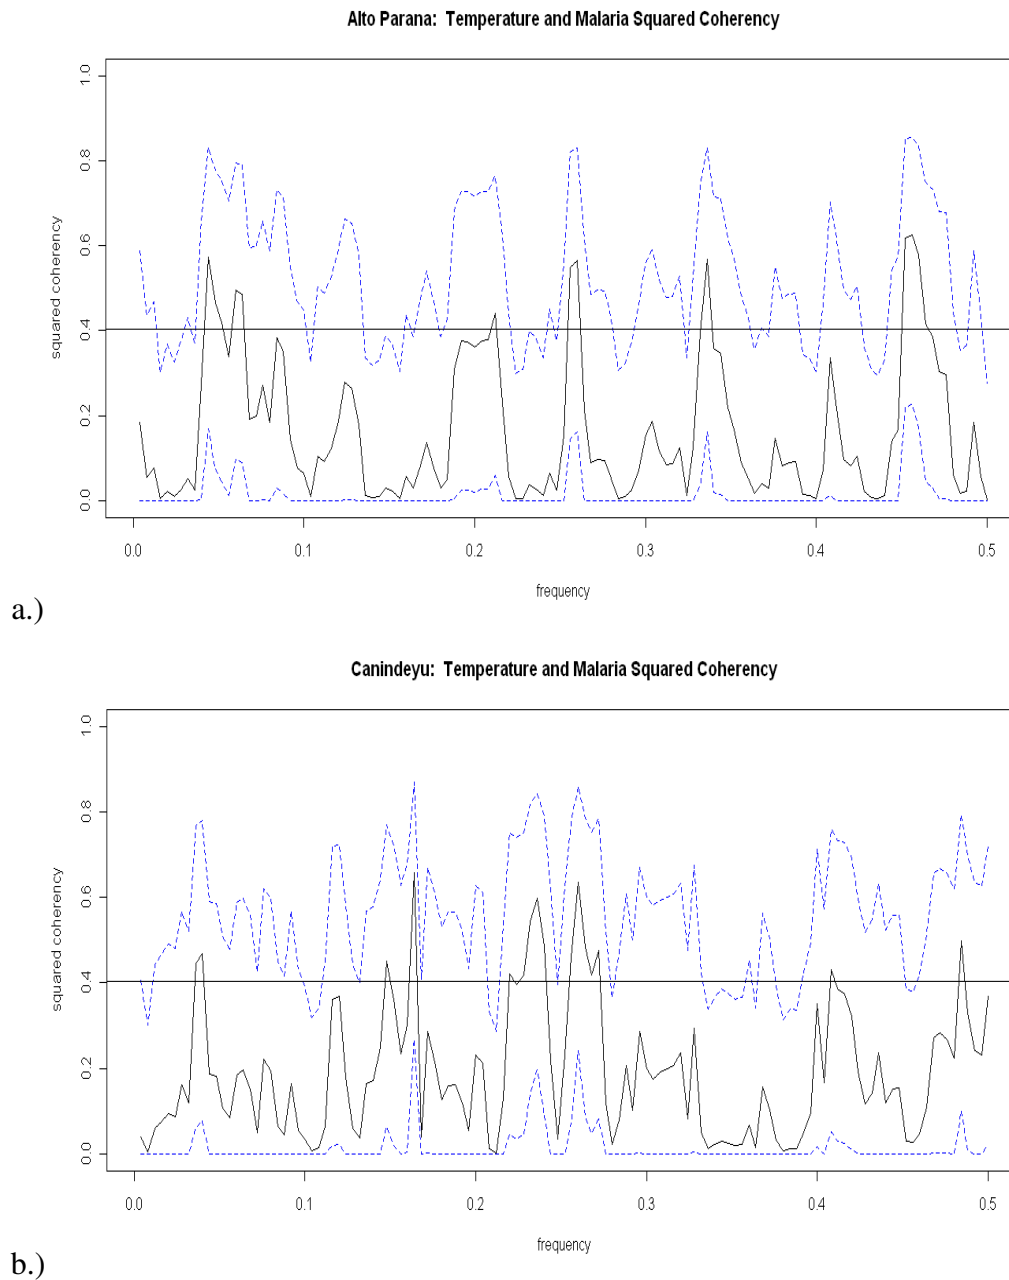 Alto Parana: Temperature and Malaria Squared Coherency
squared coherency
1.0
0.8
0.6
0.4
0.2
0.0
0.0 0.1 0.2 0.3 0.4 0.5
frequency
a.)
Canindeyu: Temperature and Malaria Squared Coherency
squared coherency
1.0
0.8
0.6
0.4
0.2
0.0
0.0 0.1 0.2 0.3 0.4 0.5
frequency
b.)